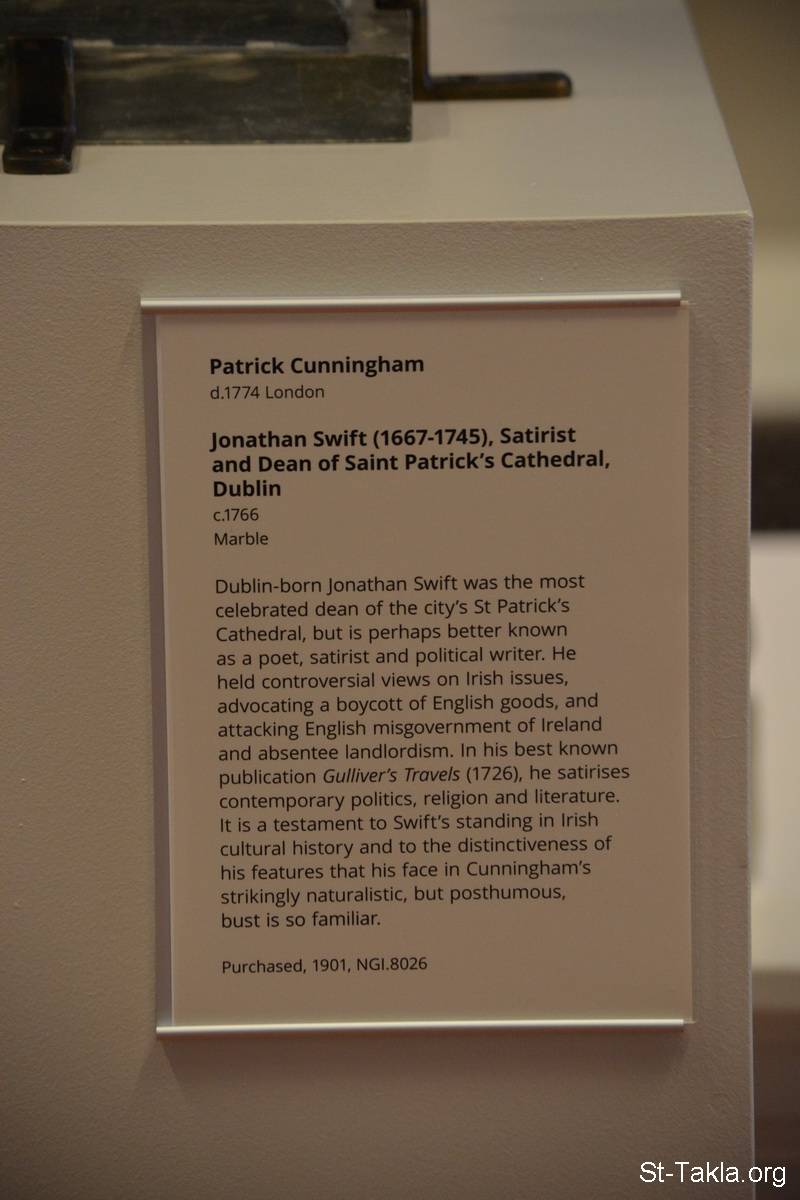 Patrick Cunningham
d.1774 London
Jonathan Swift (1667-1745), Satirist
and Dean of Saint Patrick's Cathedral,
Dublin
c.1766
Marble
Dublin-born Jonathan Swift was the most
celebrated dean of the city's St Patrick's
Cathedral, but is perhaps better known
as a poet, satirist and political writer. He
held controversial views on Irish issues,
advocating a boycott of English goods, and
attacking English misgovernment of Ireland
and absentee landlordism. In his best known
publication Gulliver's Travels (1726), he satirises
contemporary politics, religion and literature.
It is a testament to Swift's standing in Irish
cultural history and to the distinctiveness of
his features that his face in Cunningham's
strikingly naturalistic, but posthumous,
bust is so familiar.
Purchased, 1901, NGI.8026
St-Takla.org